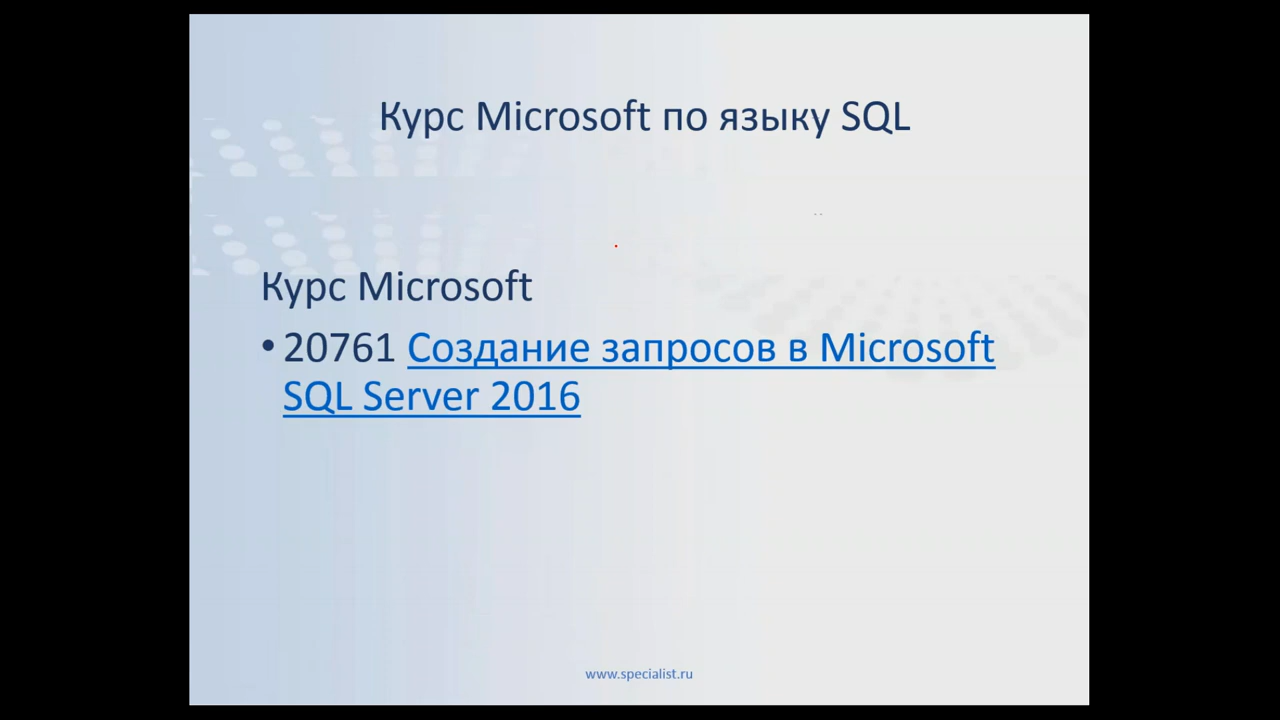 Курс Microsoft по языку SQL
Курс Microsoft
• 20761 Создание запросов в Microsoft
SQL Server 2016
www.specialist.ru